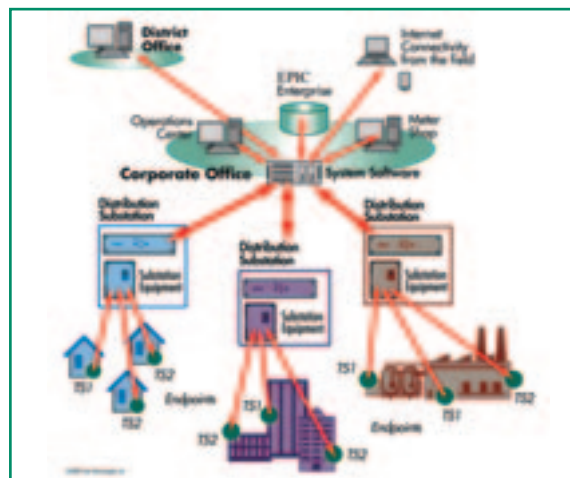 District
Office
Internet
Connectivity
from the field
EPIC
Enterprise
Operations
Center
Meter
Shop
Corporate Office
System Software
Distribution
Substation
Substation
Equipment
Distribution
Substation
Substation
Equipment
Distribution
Substation
Substation
Equipment
TS1
TS2
TS2
Endpoints
TS2
TS1
TS2
Endpoints
TS1
TS1
TS2